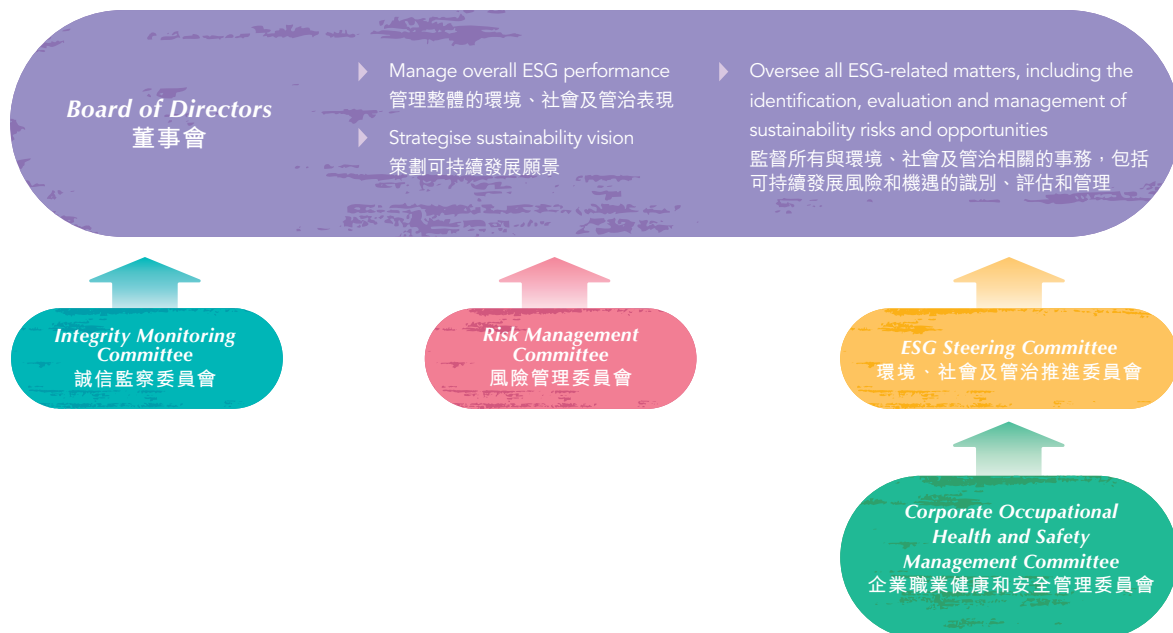 Board of Directors
董事會
Manage overall ESG performance
管理整體的環境、社會及管治表現
Strategise sustainability vision
策劃可持續發展願景
Oversee all ESG-related matters, including the
identification, evaluation and management of
sustainability risks and opportunities
監督所有與環境、社會及管治相關的事務，包括
可持續發展風險和機遇的識別、評估和管理
Integrity Monitoring
Committee
誠信監察委員會
Risk Management
Committee
風險管理委員會
ESG Steering Committee
環境、社會及管治推進委員會
Corporate Occupational
Health and Safety
Management Committee
企業職業健康和安全管理委員會